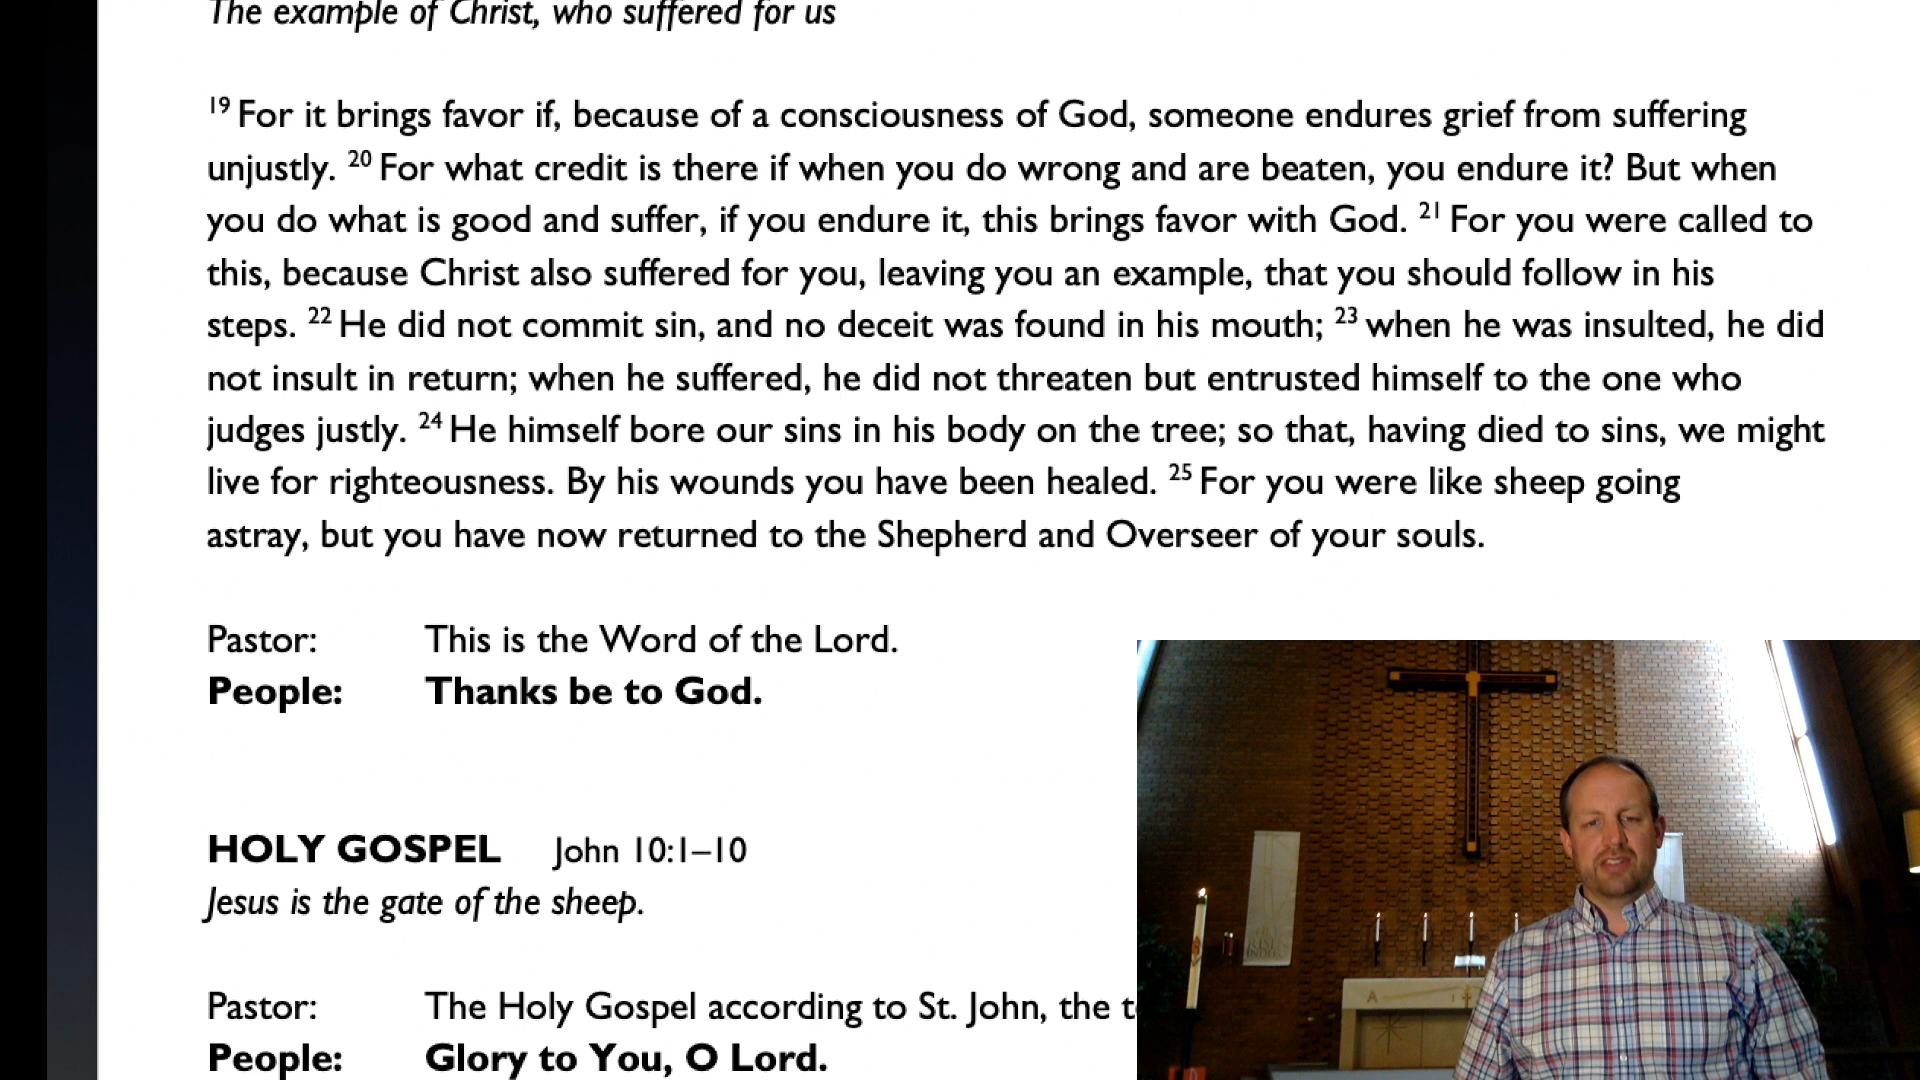 The example of Christ, who suffered for us
19 For it brings favor if, because of a consciousness of God, someone endures grief from suffering
unjustly. 20 For what credit is there if when you do wrong and are beaten, you endure it? But when
you do what is good and suffer, if you endure it, this brings favor with God. 21 For you were called to
this, because Christ also suffered for you, leaving you an example, that you should follow in his
steps. 22 He did not commit sin, and no deceit was found in his mouth; 23 when he was insulted, he did
not insult in return; when he suffered, he did not threaten but entrusted himself to the one who
judges justly. 24 He himself bore our sins in his body on the tree; so that, having died to sins, we might
live for righteousness. By his wounds you have been healed. 25 For you were like sheep going
astray, but you have now returned to the Shepherd and Overseer of your souls.
Pastor: This is the Word of the Lord.
People: Thanks be to God.
HOLY GOSPEL John 10:1–10
Jesus is the gate of the sheep.
Pastor: The Holy Gospel according to St. John, the
People: Glory to You, O Lord.
INDEED
A